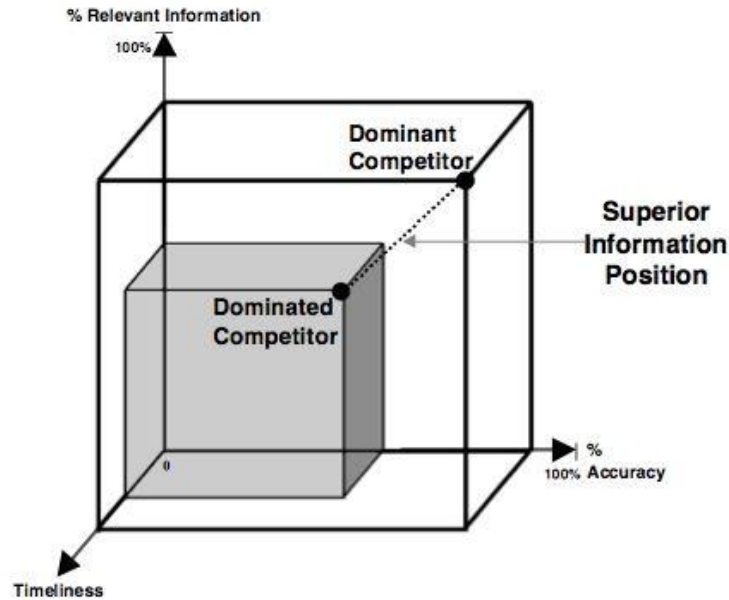 % Relevant Information
100%
Dominant
Competitor
Superior
Information
Position
Dominated
Competitor
0
%
100% Accuracy
Timeliness